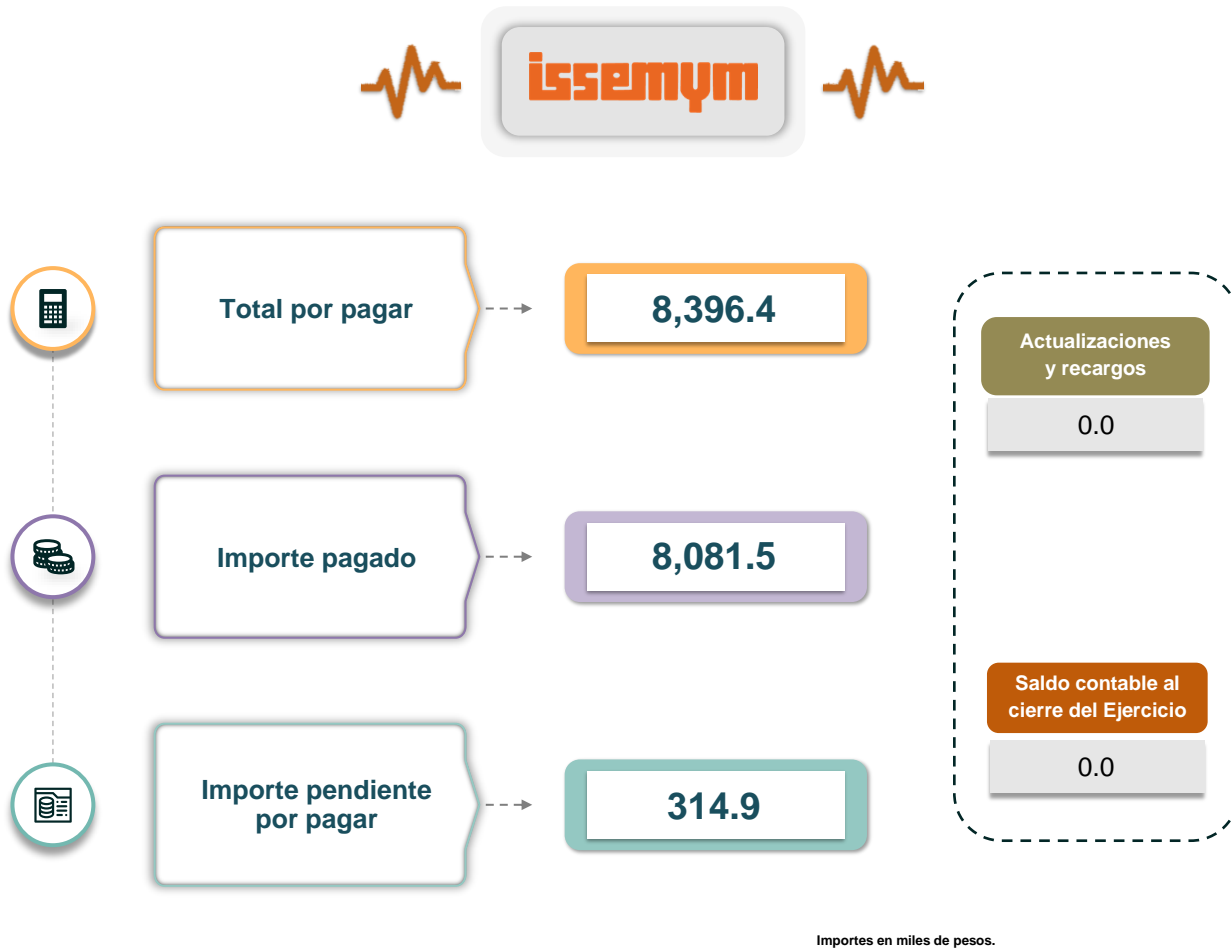 issemym
Total por pagar
8,396.4
Actualizaciones
y recargos
0.0
Importe pagado
8,081.5
Saldo contable al
cierre del Ejercicio
0.0
Importe pendiente
por pagar
314.9
Importes en miles de pesos.